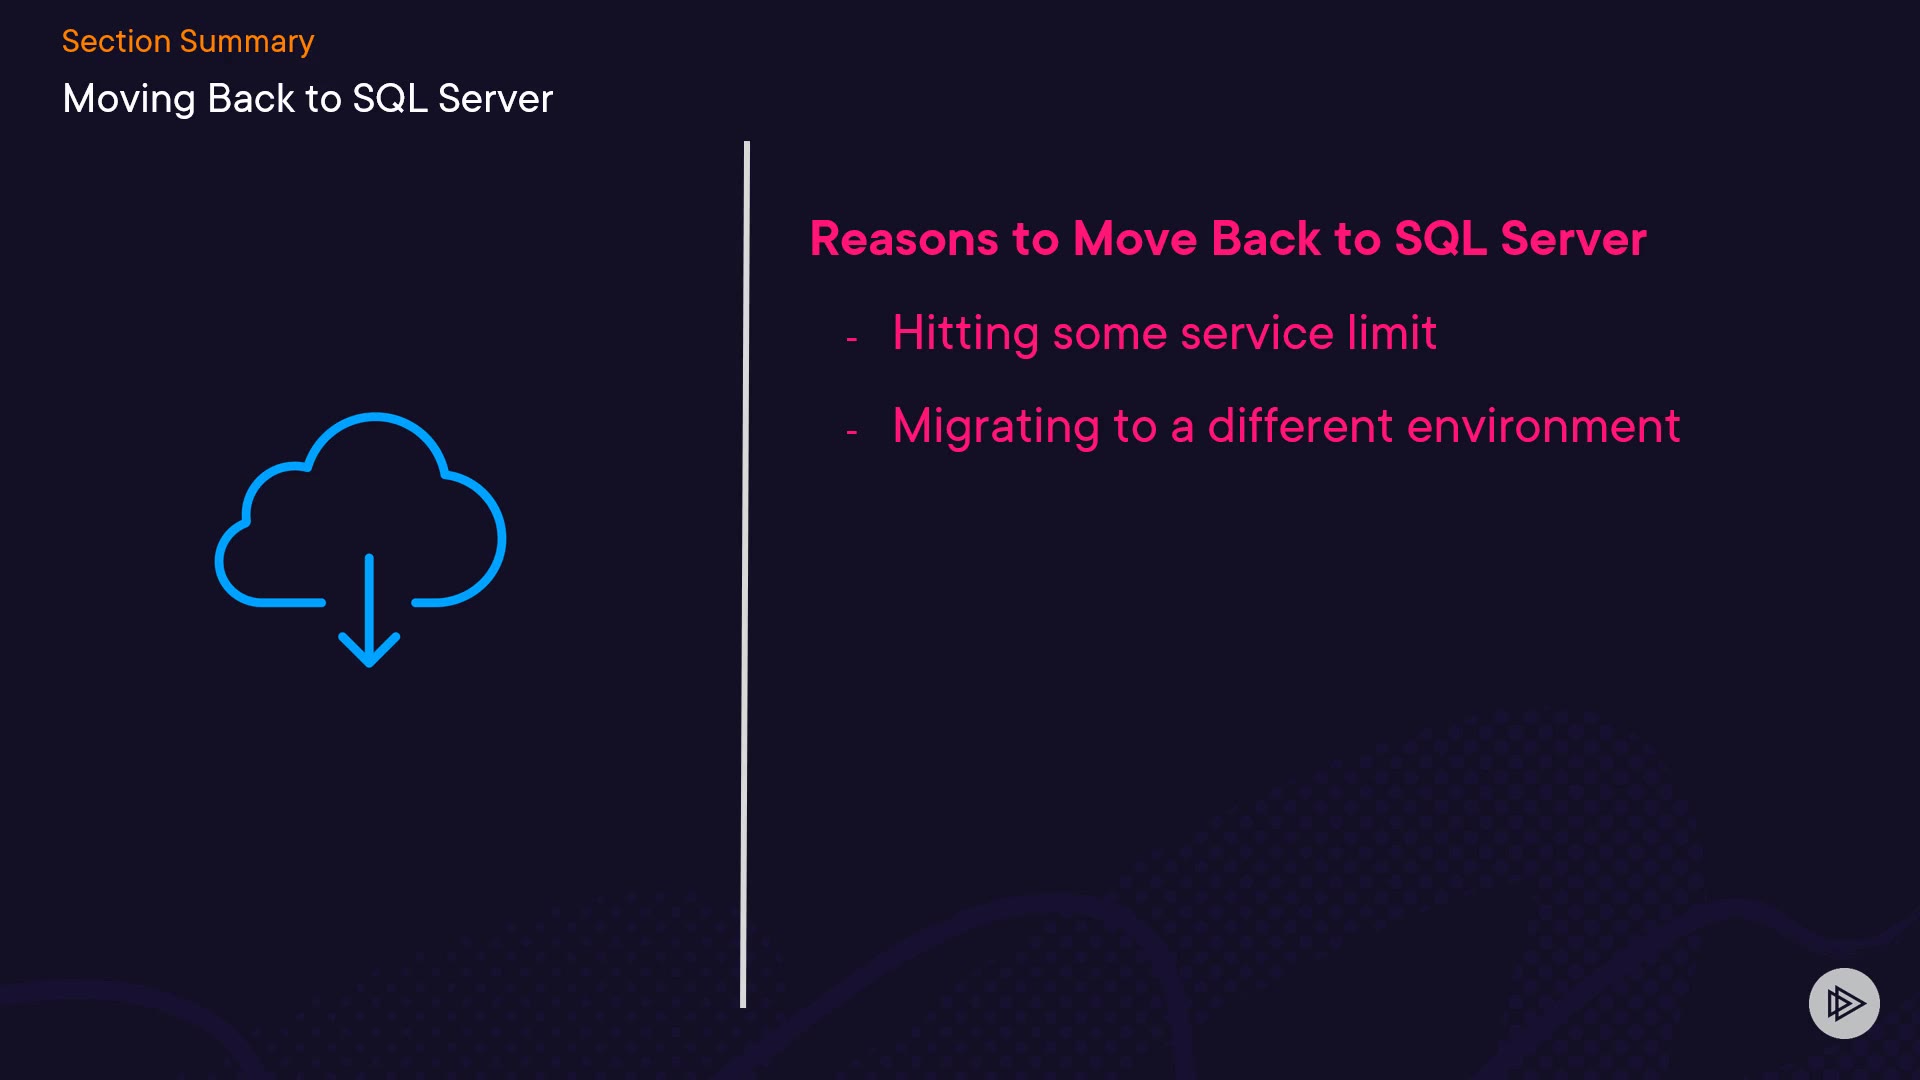 Section Summary
Moving Back to SQL Server
Reasons to Move Back to SQL Server
- Hitting some service limit
- Migrating to a different environment